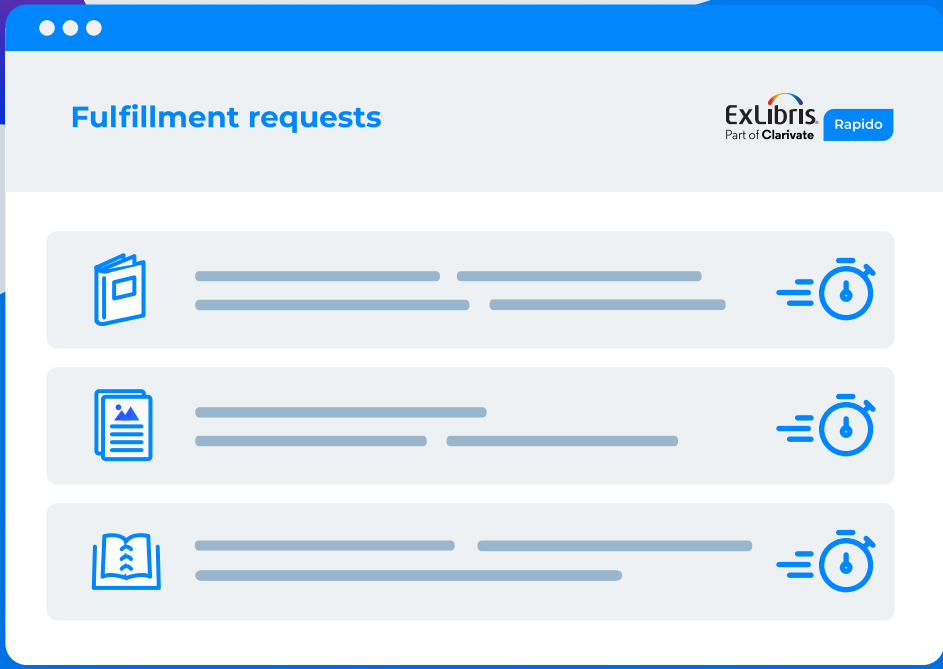 Fulfillment requests
ExLibris
Part of Clarivate
Rapido